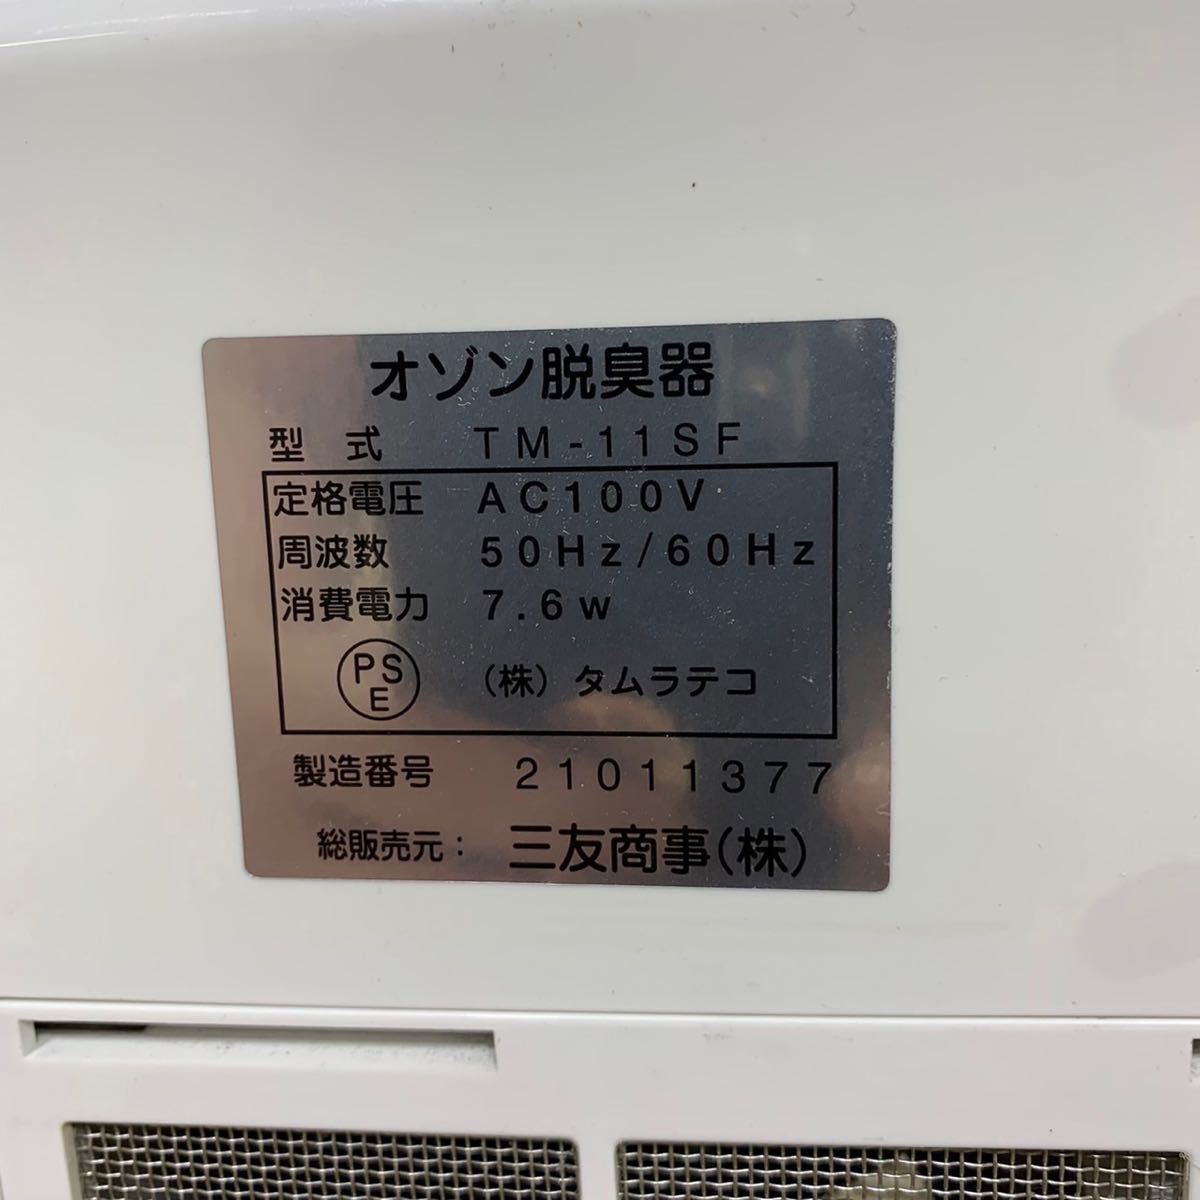 オゾン脱臭器
型 式 TM-11SF
定格電圧 AC100V
周波数 50Hz/60Hz
消費電力 7.6w
PS E (株)タムラテコ
製造番号 21011377
総販売元: 三友商事(株)